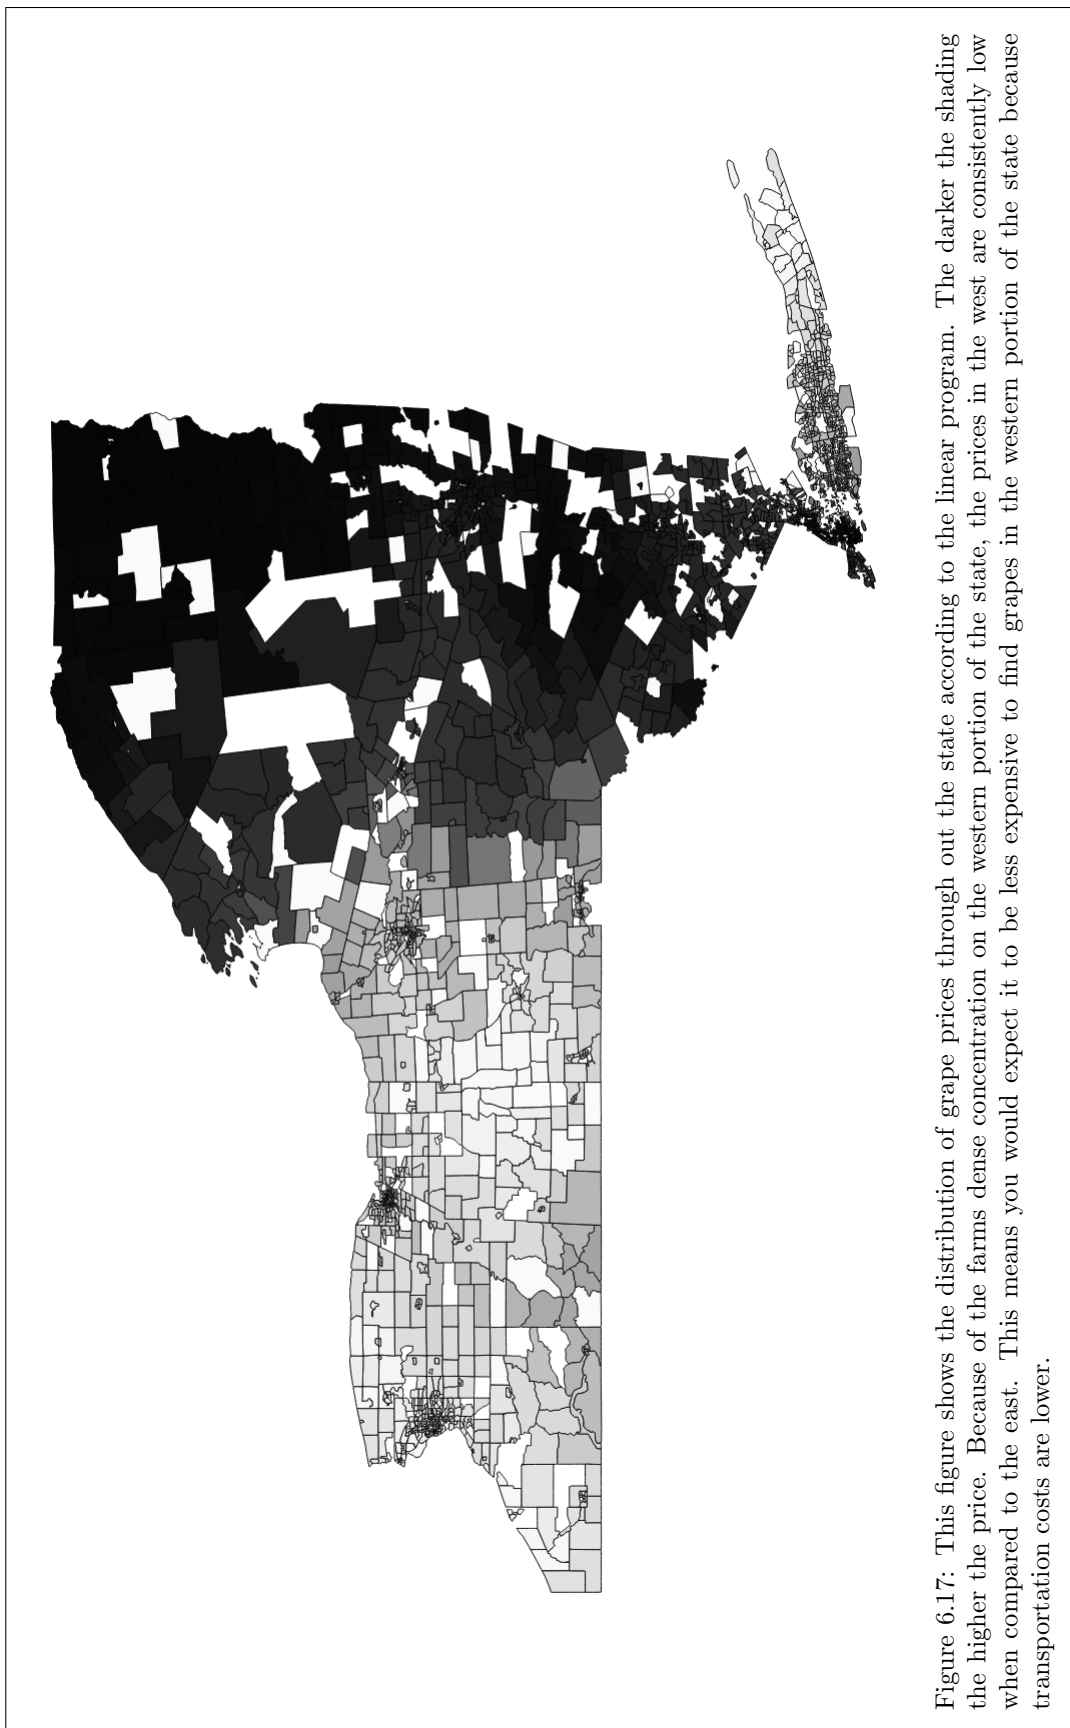 Figure 6.17: This figure shows the distribution of grape prices through out the state according to the linear program. The darker the shading
the higher the price. Because of the farms dense concentration on the western portion of the state, the prices in the west are consistently low
when compared to the east. This means you would expect it to be less expensive to find grapes in the western portion of the state because
transportation costs are lower.